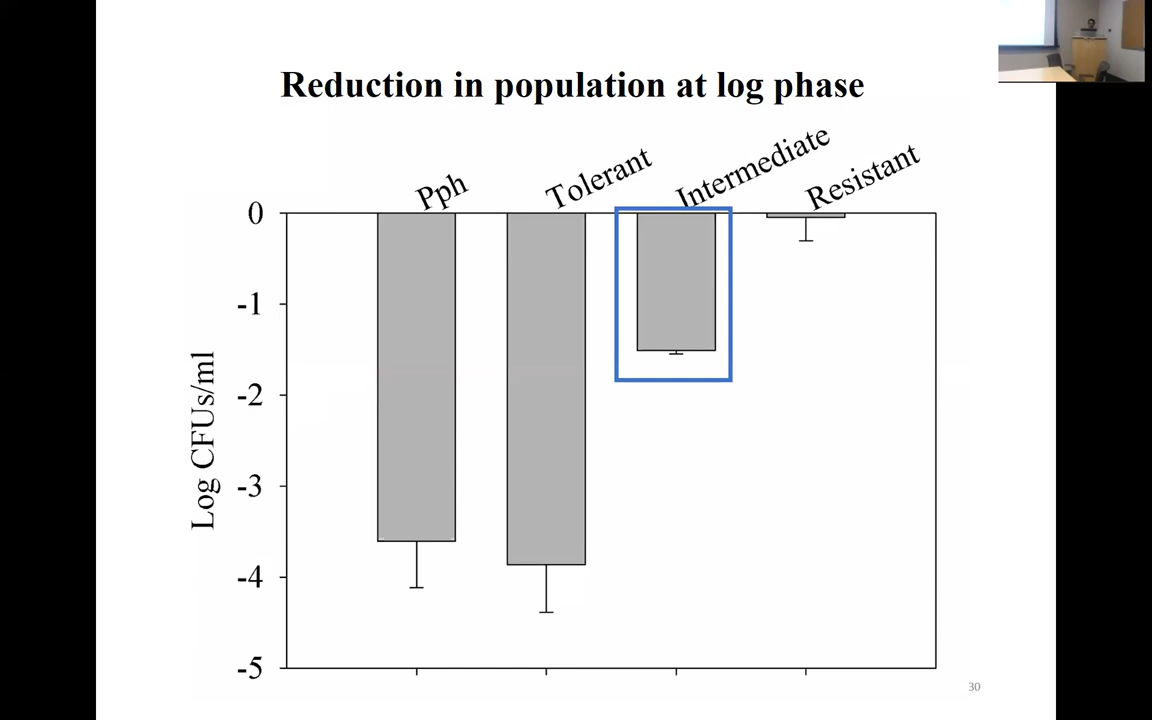 Reduction in population at log phase
Pph
Tolerant
Intermediate
Resistant
0
-1
-2
-3
-4
-5
Log CFUs/ml
30